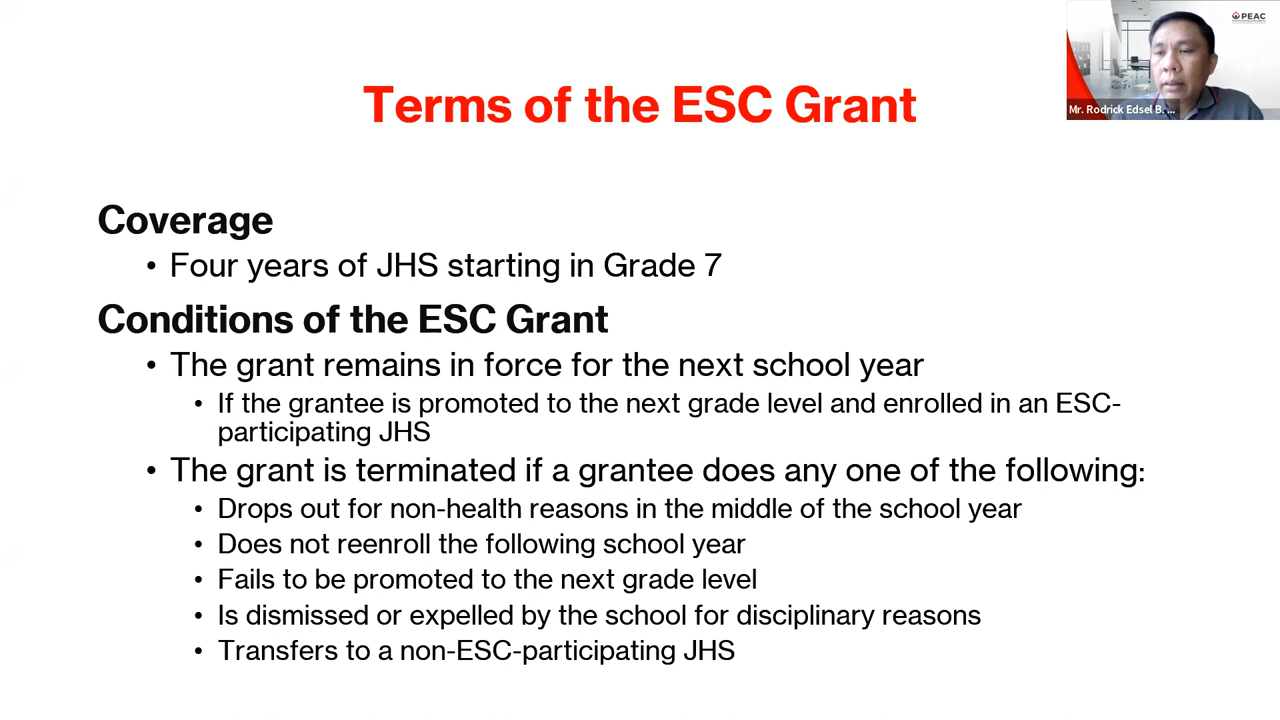 PEAC
Mr. Rodrick Edsel B. ...
Terms of the ESC Grant
Coverage
• Four years of JHS starting in Grade 7
Conditions of the ESC Grant
• The grant remains in force for the next school year
• If the grantee is promoted to the next grade level and enrolled in an ESC-
participating JHS
• The grant is terminated if a grantee does any one of the following:
• Drops out for non-health reasons in the middle of the school year
• Does not reenroll the following school year
• Fails to be promoted to the next grade level
• Is dismissed or expelled by the school for disciplinary reasons
• Transfers to a non-ESC-participating JHS